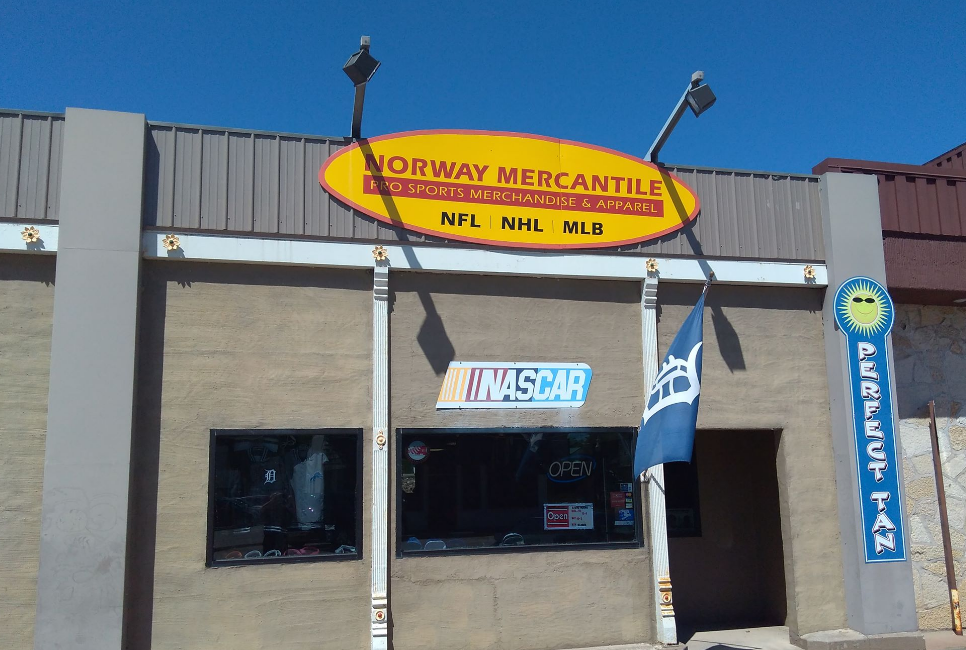 NORWAY MERCANTILE
PRO SPORTS MERCHANDISE & APPAREL
NFL | NHL | MLB
NASCAR
PERFECT TAN
D
OPEN
Open